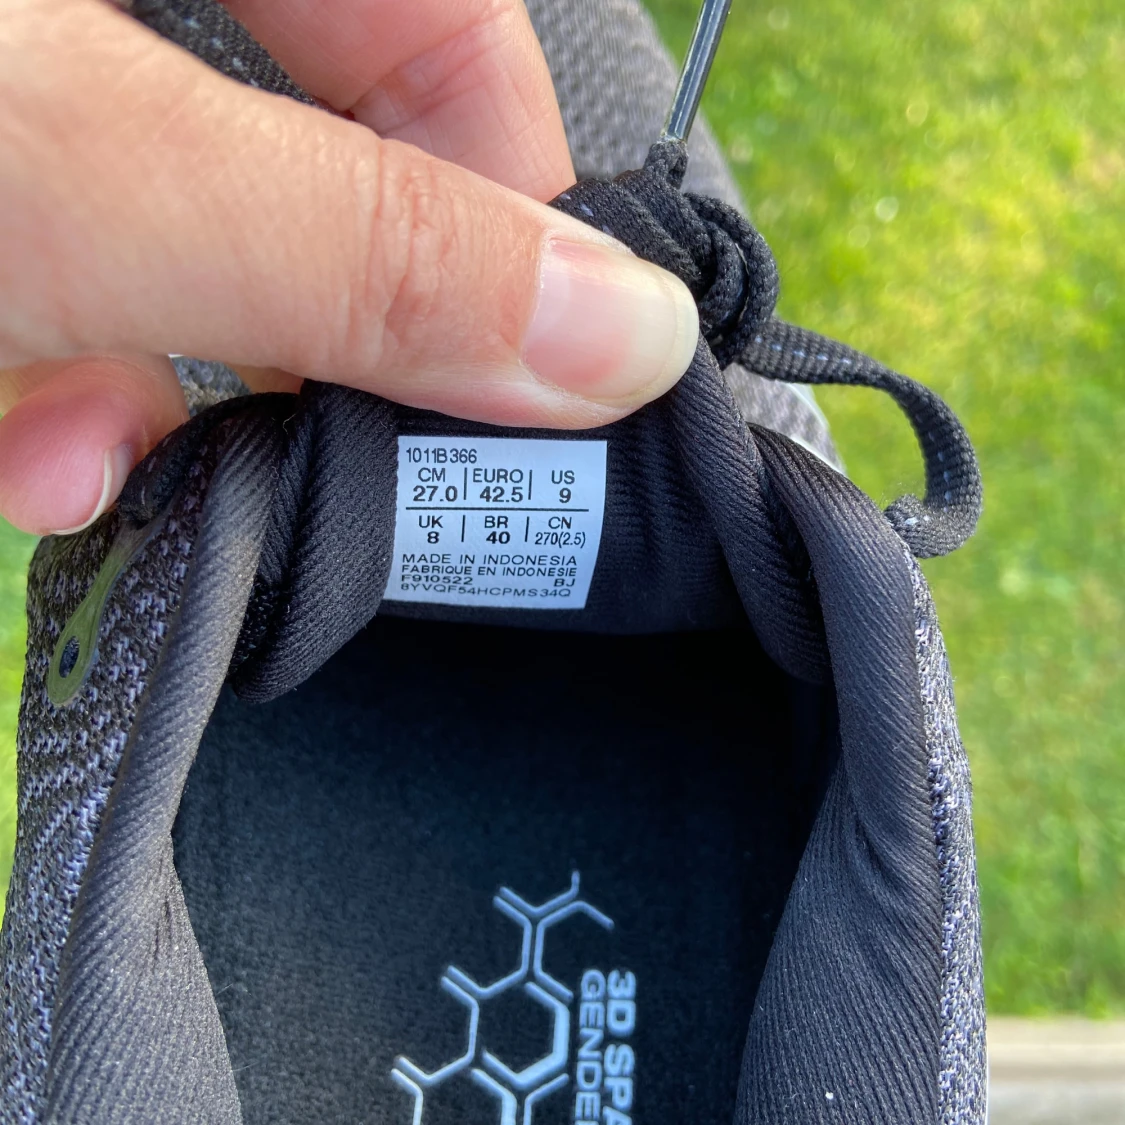 1011B366
CM EURO US
27.0 42.5 9
UK BR CN
8 40 270(2.5)
MADE IN INDONESIA
FABRIQUE EN INDONESIE
F910522 BJ
8YVQF54HCPMS34Q
3D SPA
GENDE